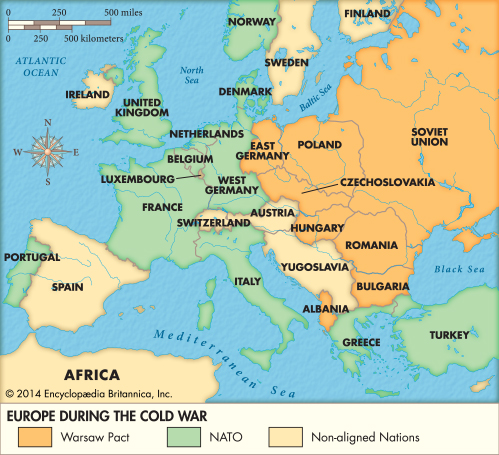 0 250 500 miles
0 250 500 kilometers
NORWAY
FINLAND
ATLANTIC
OCEAN
North
Sea
SWEDEN
IRELAND
UNITED
KINGDOM
DENMARK
Baltic Sea
N
W E
S
NETHERLANDS
BELGIUM
EAST
GERMANY
POLAND
SOVIET
UNION
LUXEMBOURG
WEST
GERMANY
CZECHOSLOVAKIA
FRANCE
AUSTRIA
SWITZERLAND
HUNGARY
ROMANIA
PORTUGAL
SPAIN
ITALY
YUGOSLAVIA
Black Sea
BULGARIA
ALBANIA
Mediterranean Sea
GREECE
TURKEY
AFRICA
© 2014 Encyclopædia Britannica, Inc.
EUROPE DURING THE COLD WAR
Warsaw Pact NATO Non-aligned Nations